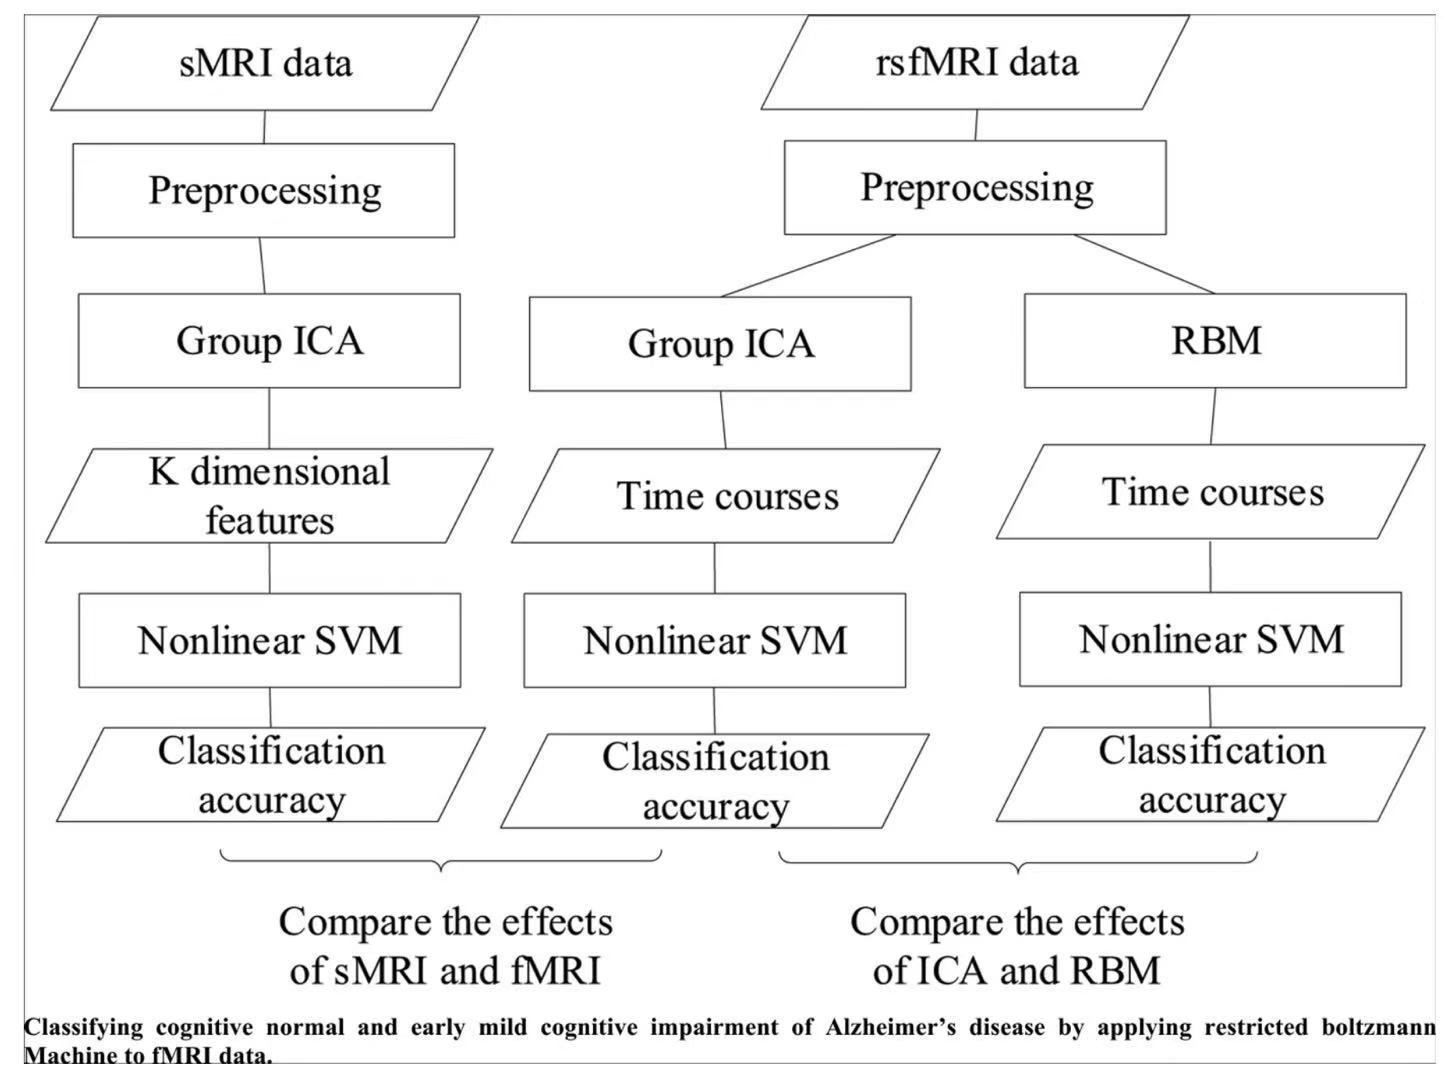 sMRI data
rsfMRI data
Preprocessing
Preprocessing
Group ICA
Group ICA
RBM
K dimensional
features
Time courses
Time courses
Nonlinear SVM
Nonlinear SVM
Nonlinear SVM
Classification
accuracy
Classification
accuracy
Classification
accuracy
Compare the effects
of sMRI and fMRI
Compare the effects
of ICA and RBM
Classifying cognitive normal and early mild cognitive impairment of Alzheimer’s disease by applying restricted boltzmann
Machine to fMRI data.